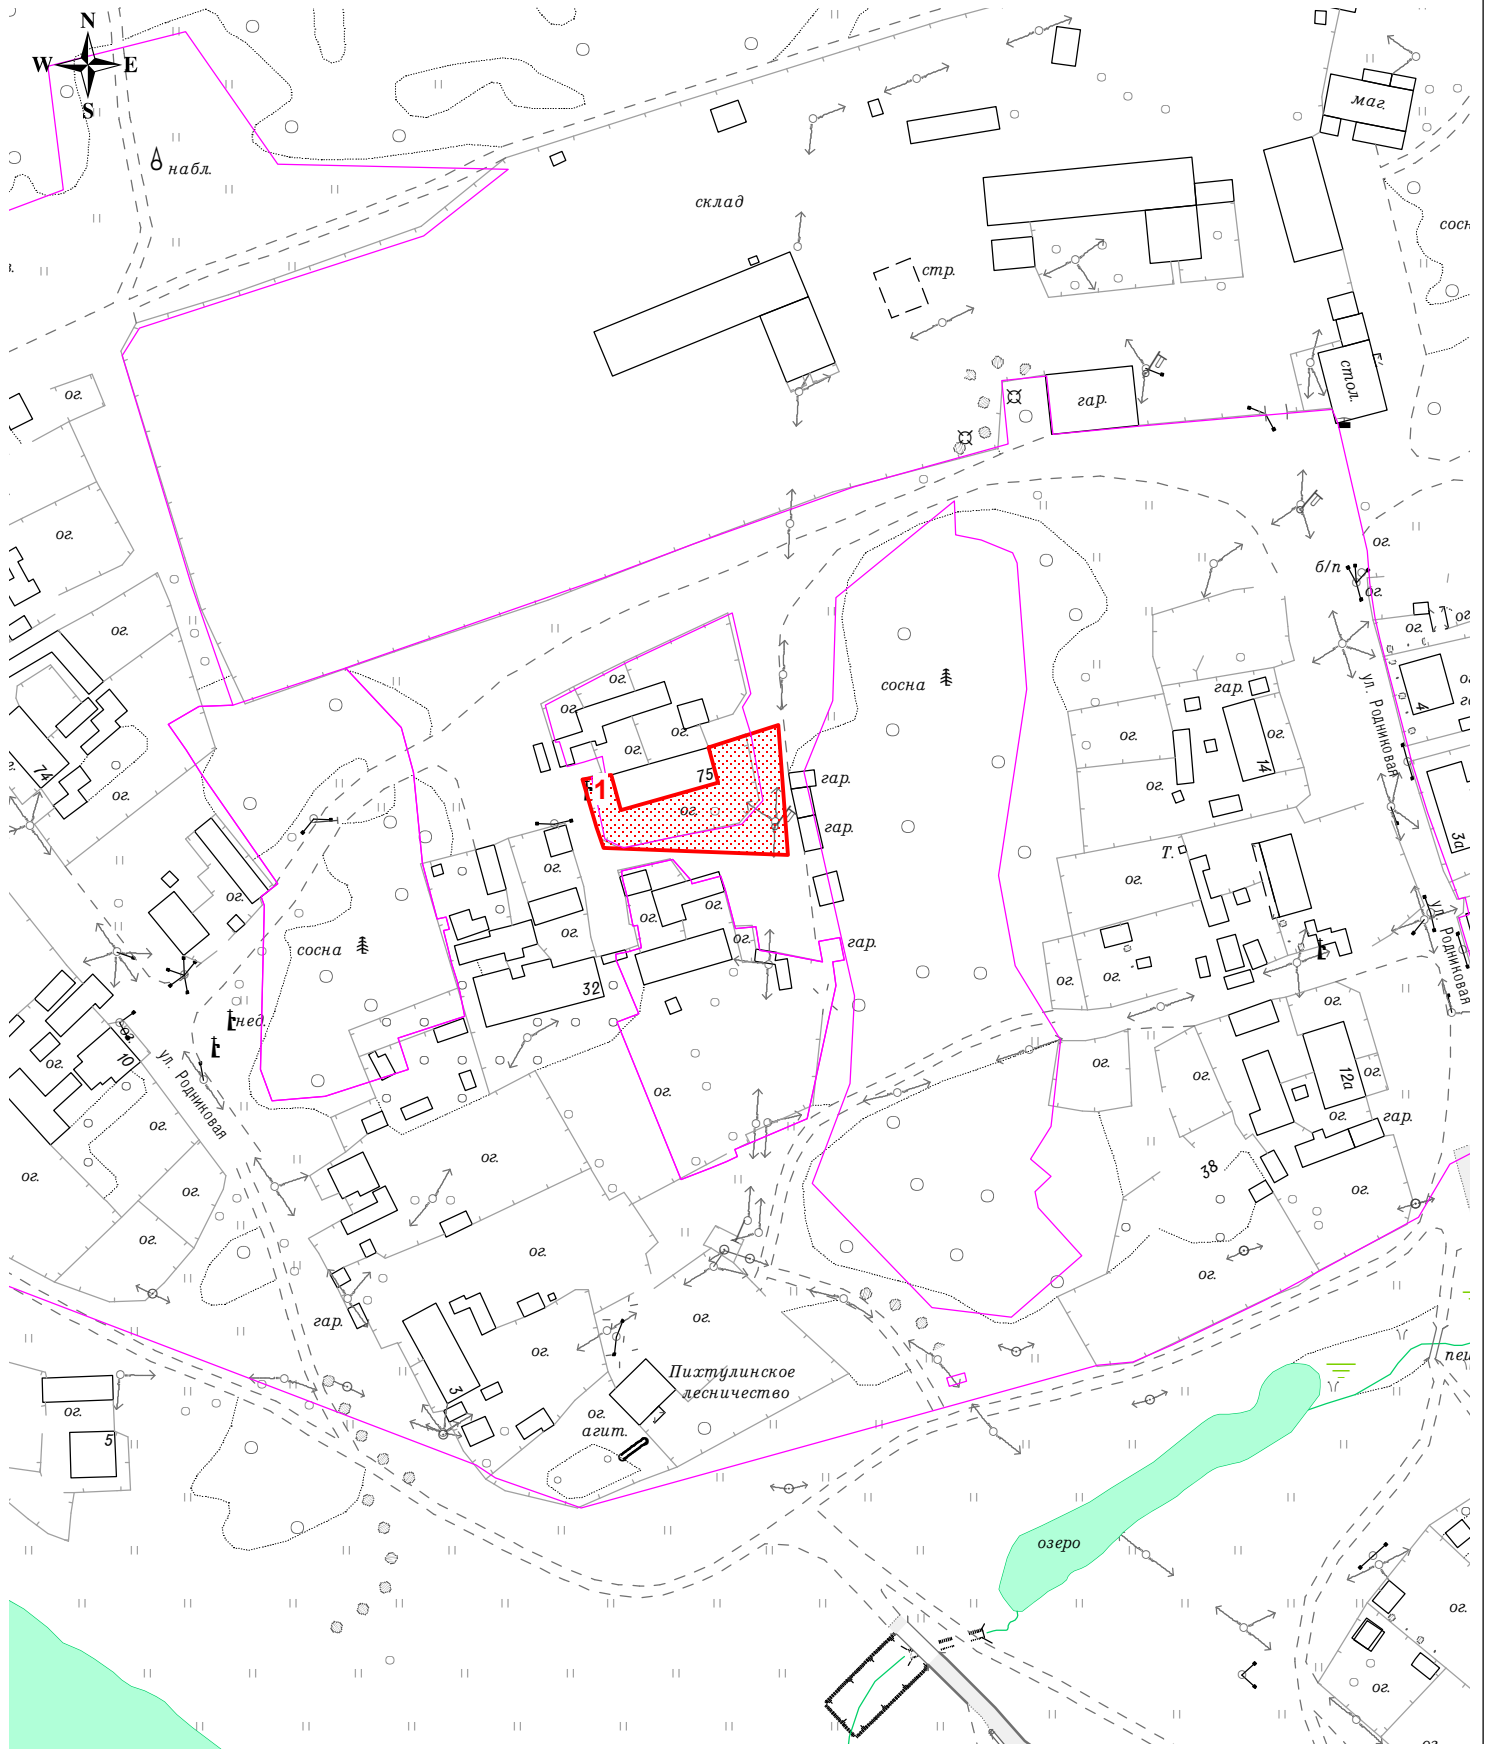 N
W E
S
маг.
набл.
склад
сосн
стр.
стол.
гар.
ог.
ог.
ог.
б/п
ог.
ог.
ог.
ог.
ог.
сосна
гар.
ул. Родниковая
4
ог.
ог.
ог.
ог.
ог.
14
74
75
гар.
1
ог.
ог.
ог.
гар.
3а
Т.
ог.
ог.
ог.
ог.
ог.
ог.
ул. Родниковая
сосна
ог.
гар.
ог.
ог.
32
ог.
нед.
ог.
10
ог.
ог.
ог.
12а
ог.
ул. Родниковая
ог.
ог.
гар.
ог.
38
ог.
ог.
ог.
ог.
ог.
ог.
гар.
ог.
ог.
Пихтулинское
лесничество
3
ог.
ог.
агит.
5
озеро
ог.
ог.